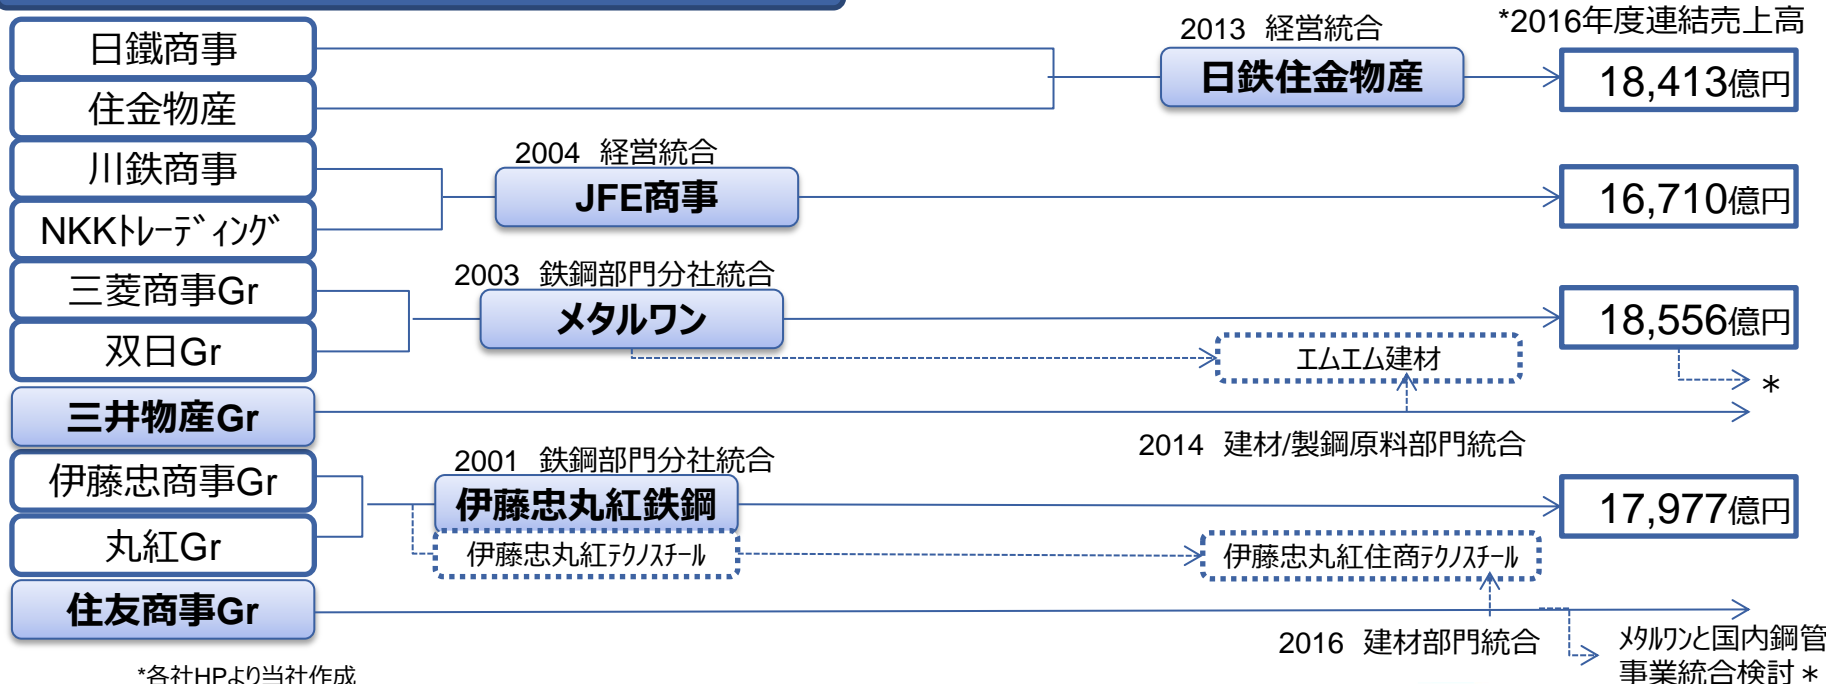 *2016年度連結売上高
2013 経営統合
日鐵商事
日鉄住金物産
18,413億円
住金物産
2004 経営統合
川鉄商事
JFE商事
16,710億円
NKKﾄﾚｰﾃﾞｨﾝｸﾞ
2003 鉄鋼部門分社統合
三菱商事Gr
メタルワン
18,556億円
双日Gr
ｴﾑｴﾑ建材
*
三井物産Gr
2014 建材/製鋼原料部門統合
2001 鉄鋼部門分社統合
伊藤忠商事Gr
伊藤忠丸紅鉄鋼
17,977億円
丸紅Gr
伊藤忠丸紅ﾃｸﾉｽﾁｰﾙ
伊藤忠丸紅住商ﾃｸﾉｽﾁｰﾙ
住友商事Gr
2016 建材部門統合
ﾒﾀﾙﾜﾝと国内鋼管
事業統合検討*
*各社HPより当社作成